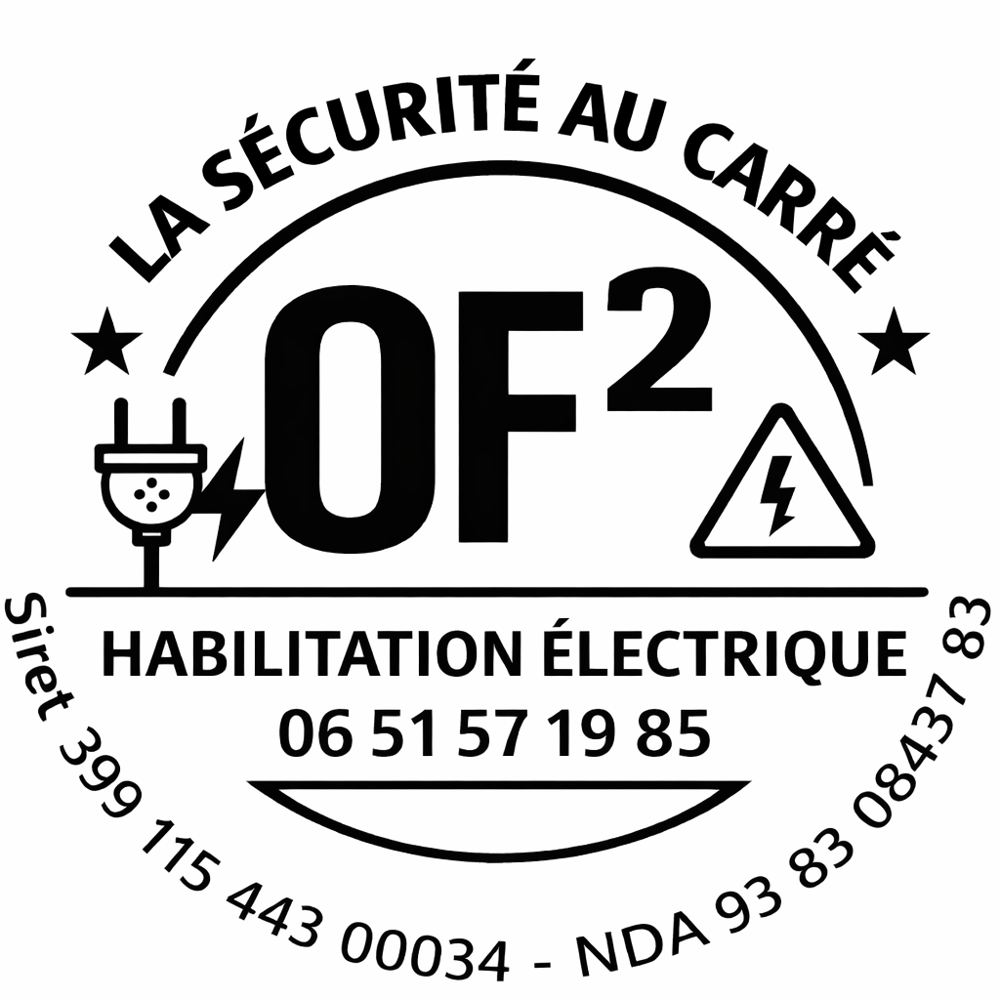 LA SÉCURITÉ AU CARRÉ
OF²
HABILITATION ÉLECTRIQUE
06 51 57 19 85
Siret 399 115 443 00034 - NDA 93 83 08437 83